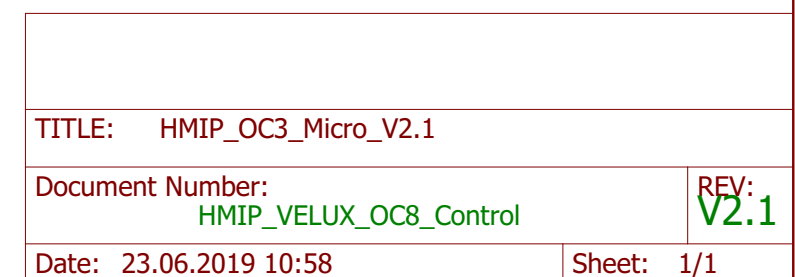 TITLE: HMIP_OC3_Micro_V2.1
Document Number: REV:
HMIP_VELUX_OC8_Control V2.1
Date: 23.06.2019 10:58 Sheet: 1/1